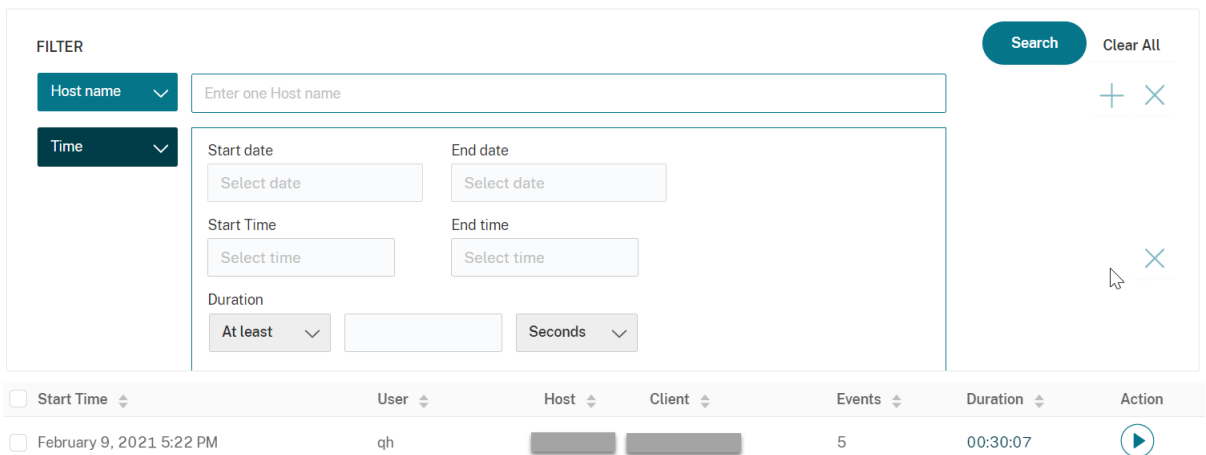 FILTER
Search Clear All
Host name Enter one Host name
Time
Start date End date
Select date Select date
Start Time End time
Select time Select time
Duration
At least Seconds
Start Time User Host Client Events Duration Action
February 9, 2021 5:22 PM qh 5 00:30:07